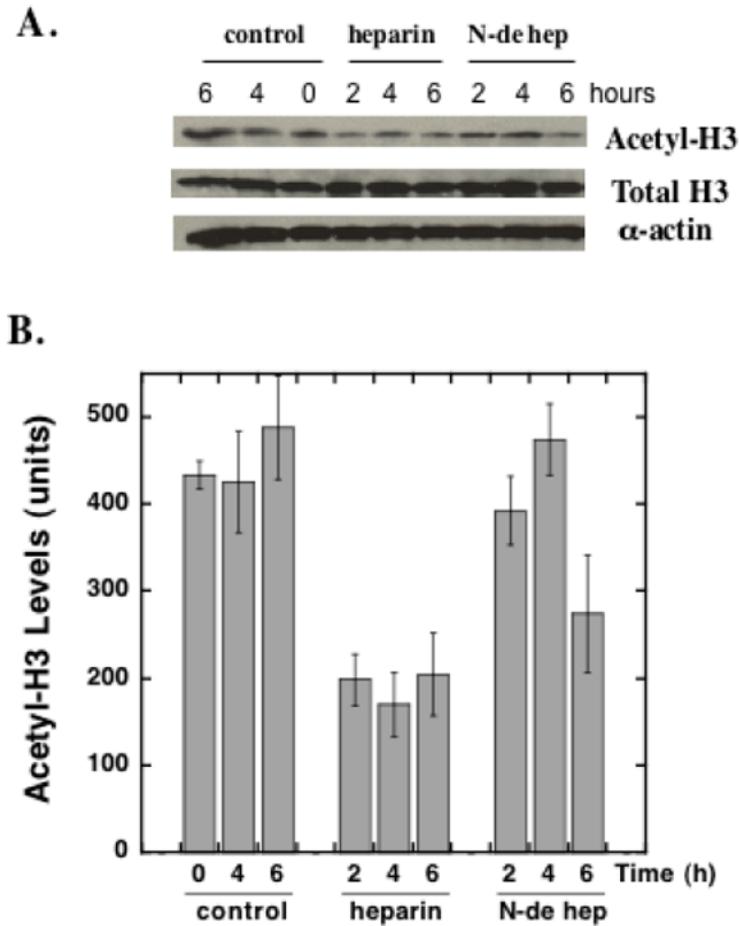 A.
control heparin N-de hep
6 4 0 2 4 6 2 4 6 hours
Acetyl-H3
Total H3
α-actin
B.
Acetyl-H3 Levels (units)
500
400
300
200
100
0
0 4 6 2 4 6 2 4 6 Time (h)
control heparin N-de hep